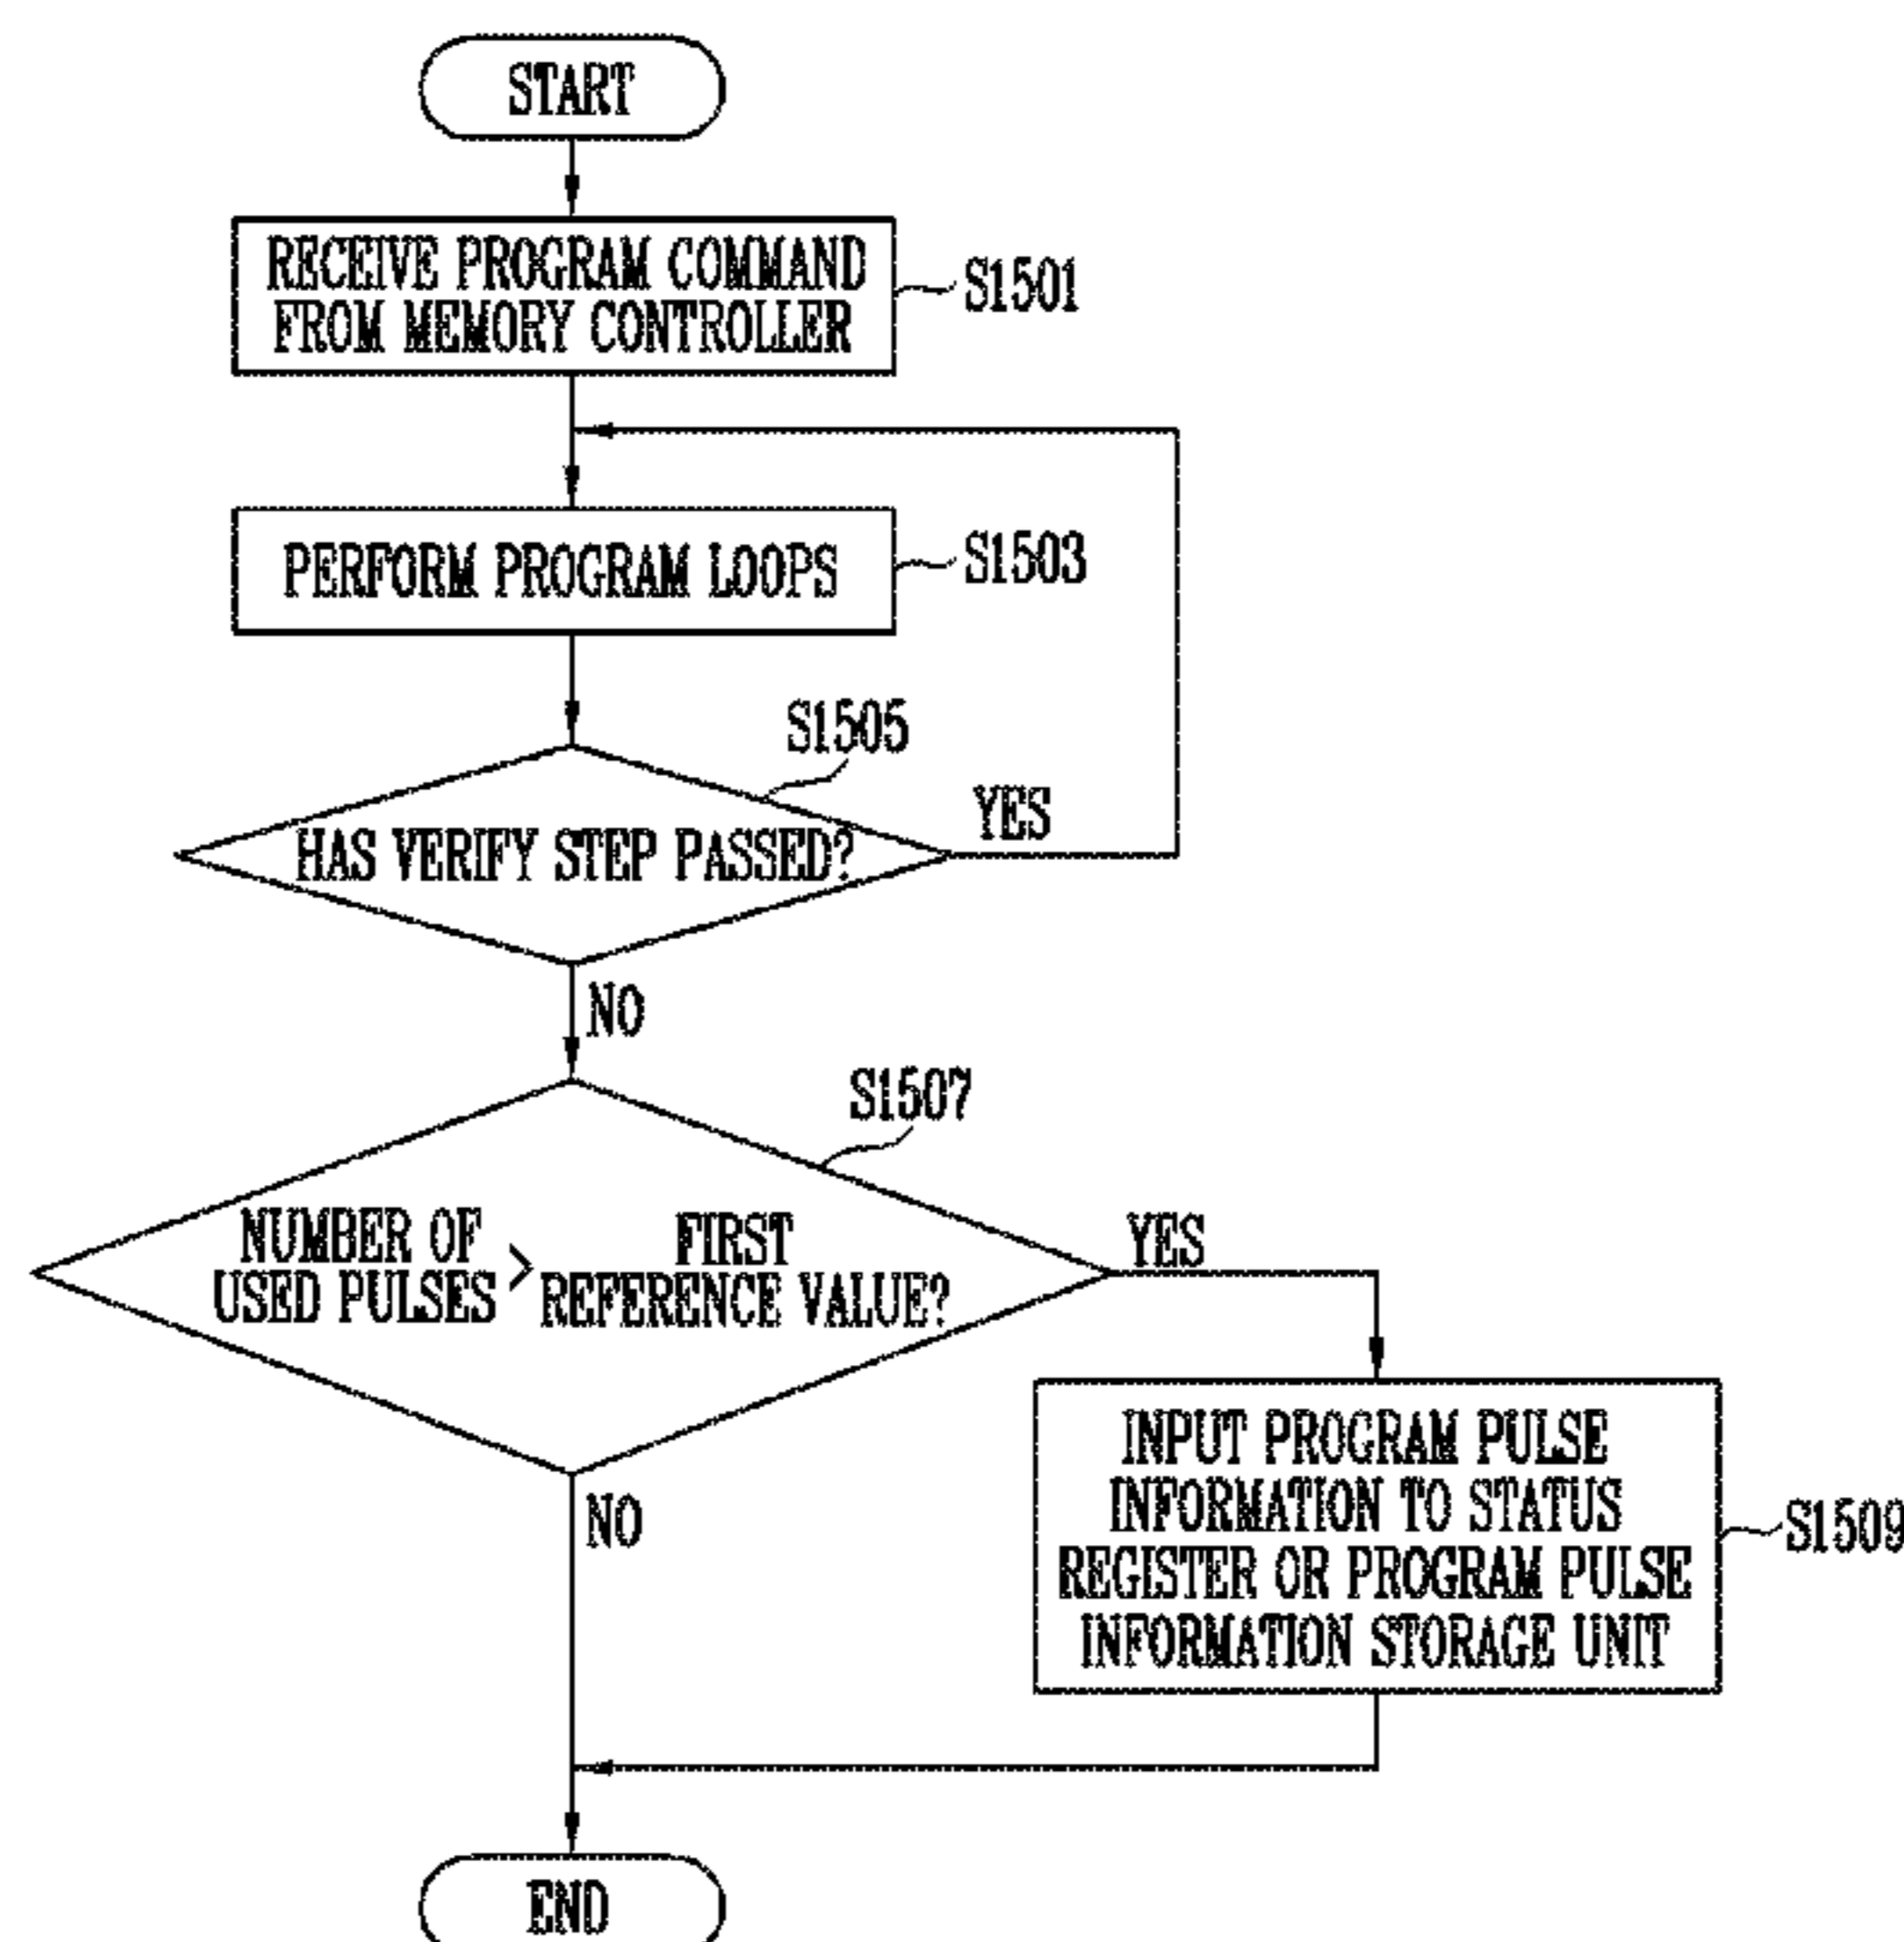 START
RECEIVE PROGRAM COMMAND
FROM MEMORY CONTROLLER
S1501
PERFORM PROGRAM LOOPS
S1503
S1505
HAS VERIFY STEP PASSED?
YES
NO
S1507
NUMBER OF
USED PULSES
>
FIRST
REFERENCE VALUE?
YES
NO
INPUT PROGRAM PULSE
INFORMATION TO STATUS
REGISTER OR PROGRAM PULSE
INFORMATION STORAGE UNIT
S1509
END